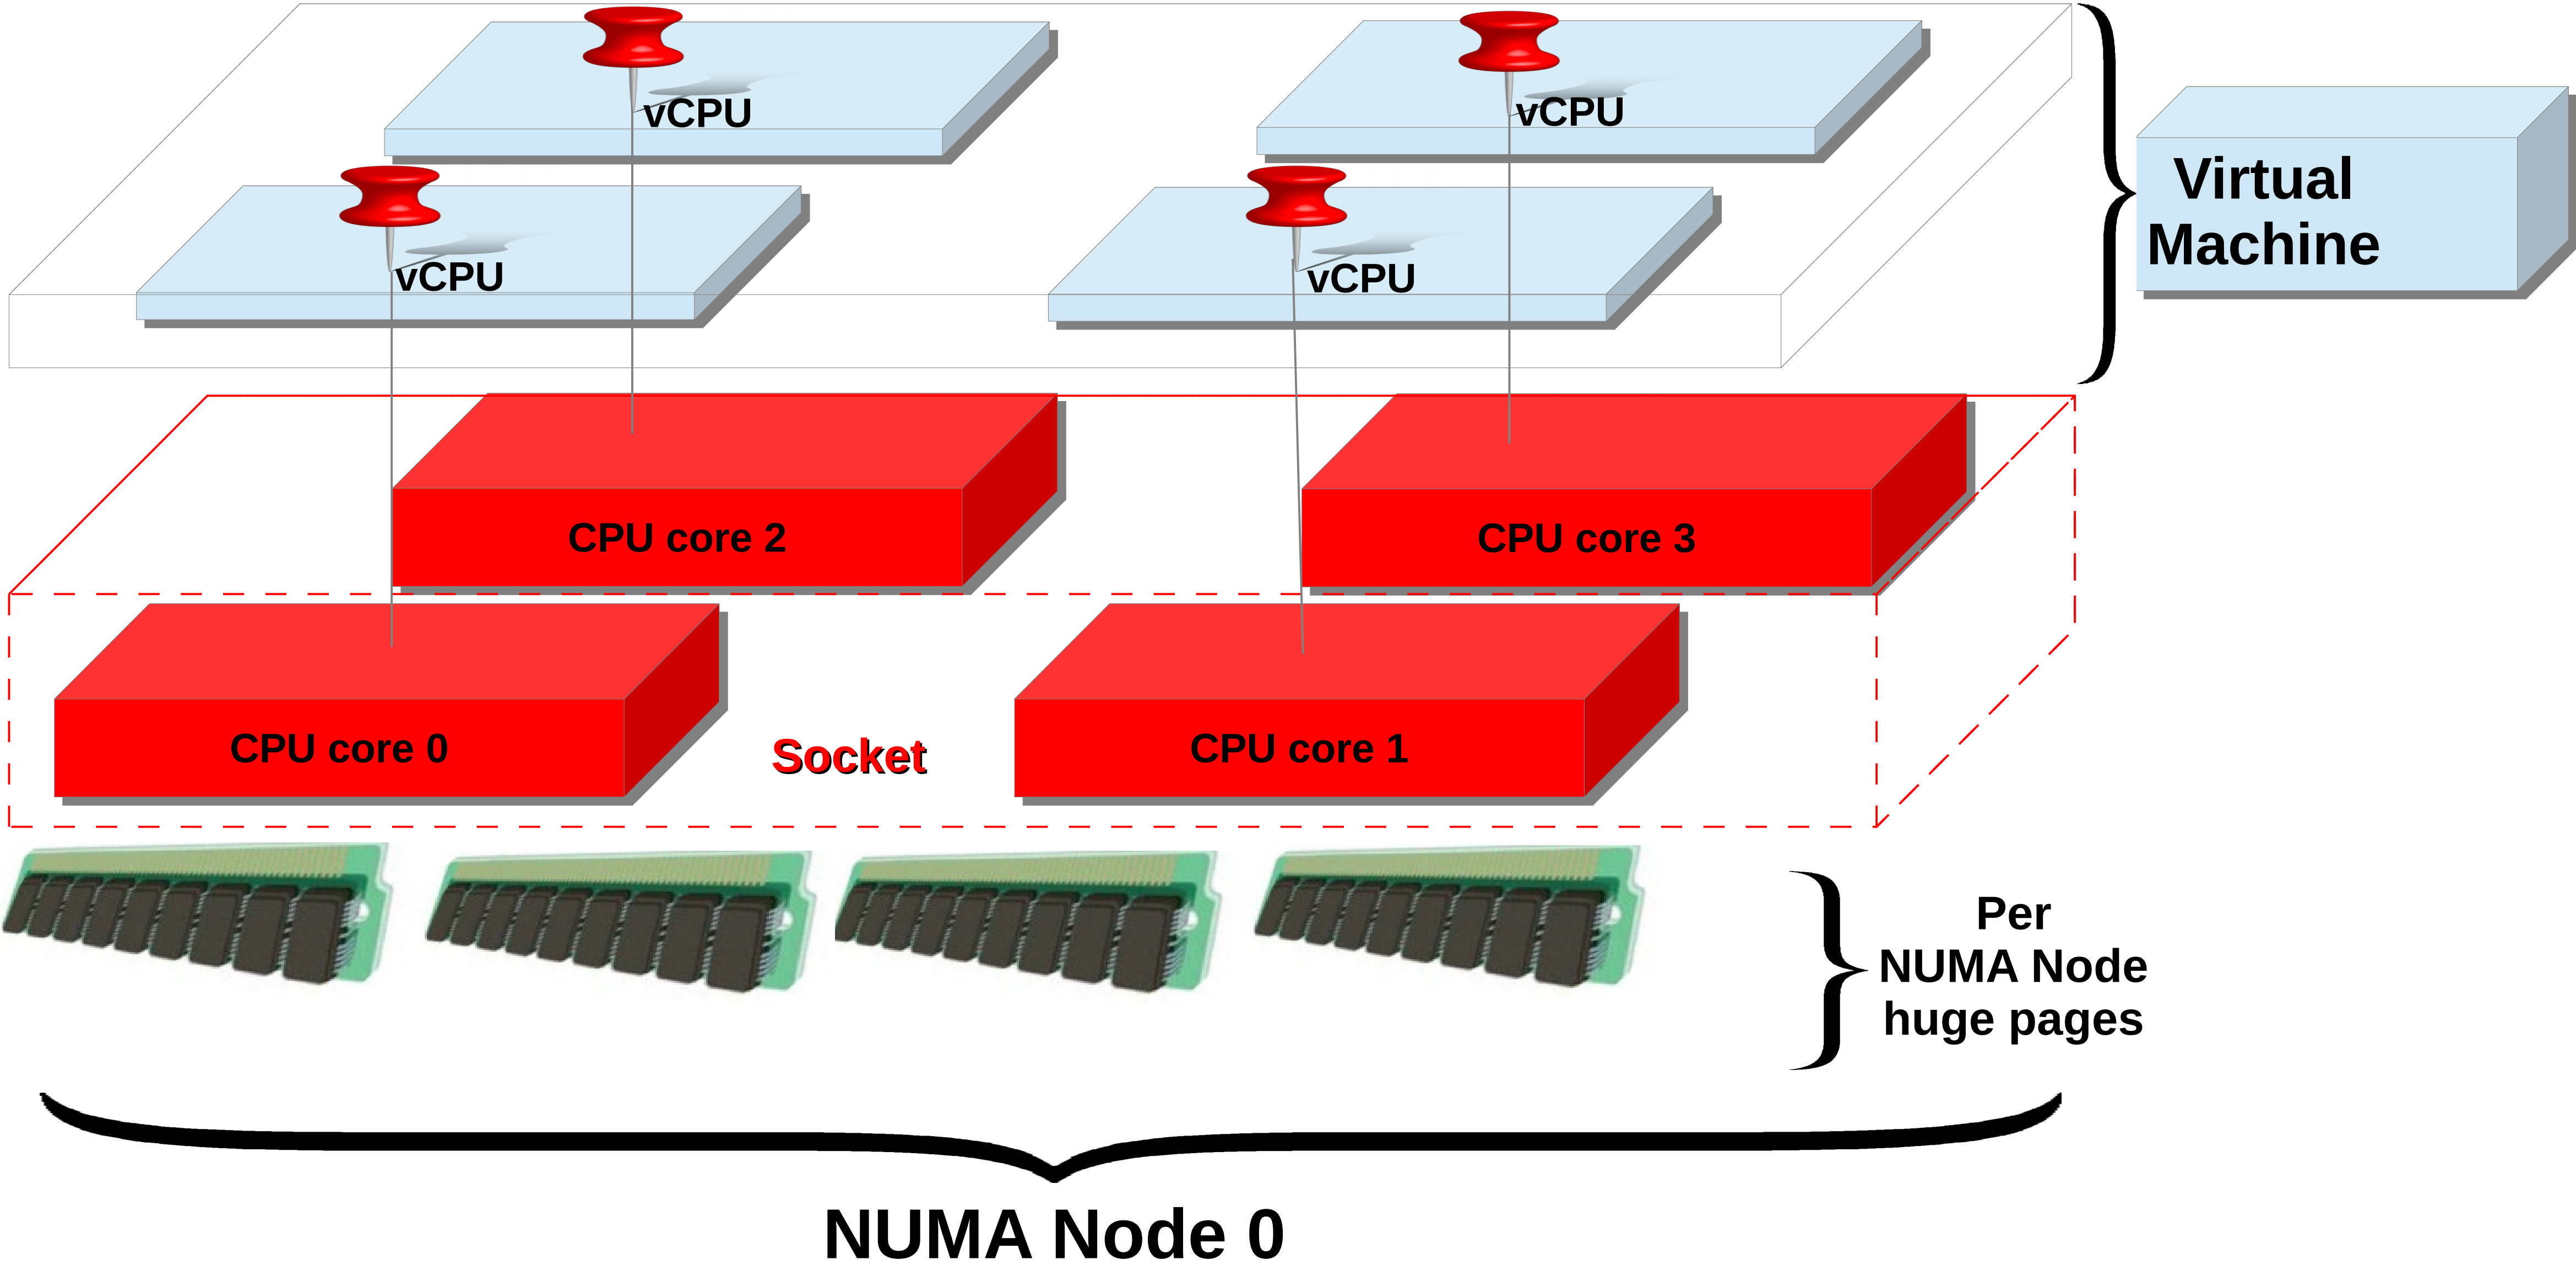 vCPU
vCPU
vCPU
vCPU
Virtual
Machine
CPU core 2
CPU core 3
CPU core 0
Socket
CPU core 1
Per
NUMA Node
huge pages
NUMA Node 0